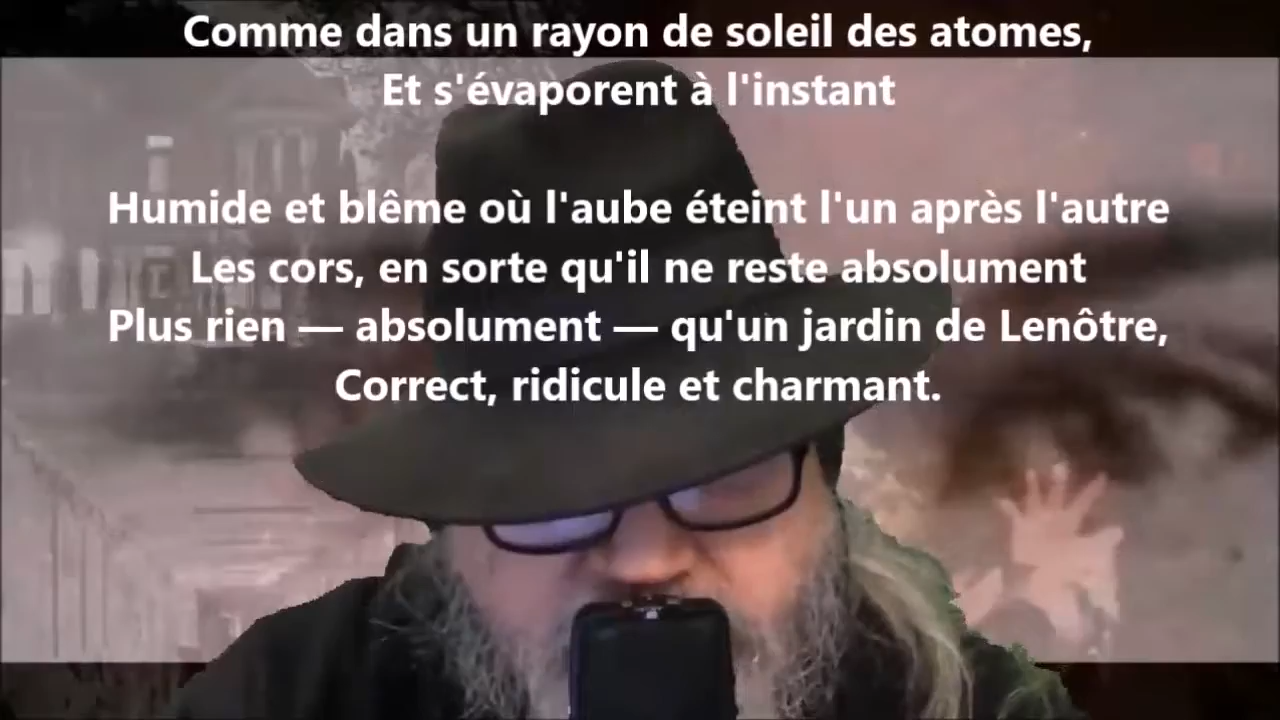 Comme dans un rayon de soleil des atomes,
Et s'évaporent à l'instant
Humide et blême où l'aube éteint l'un après l'autre
Les cors, en sorte qu'il ne reste absolument
Plus rien — absolument — qu'un jardin de Lenôtre,
Correct, ridicule et charmant.